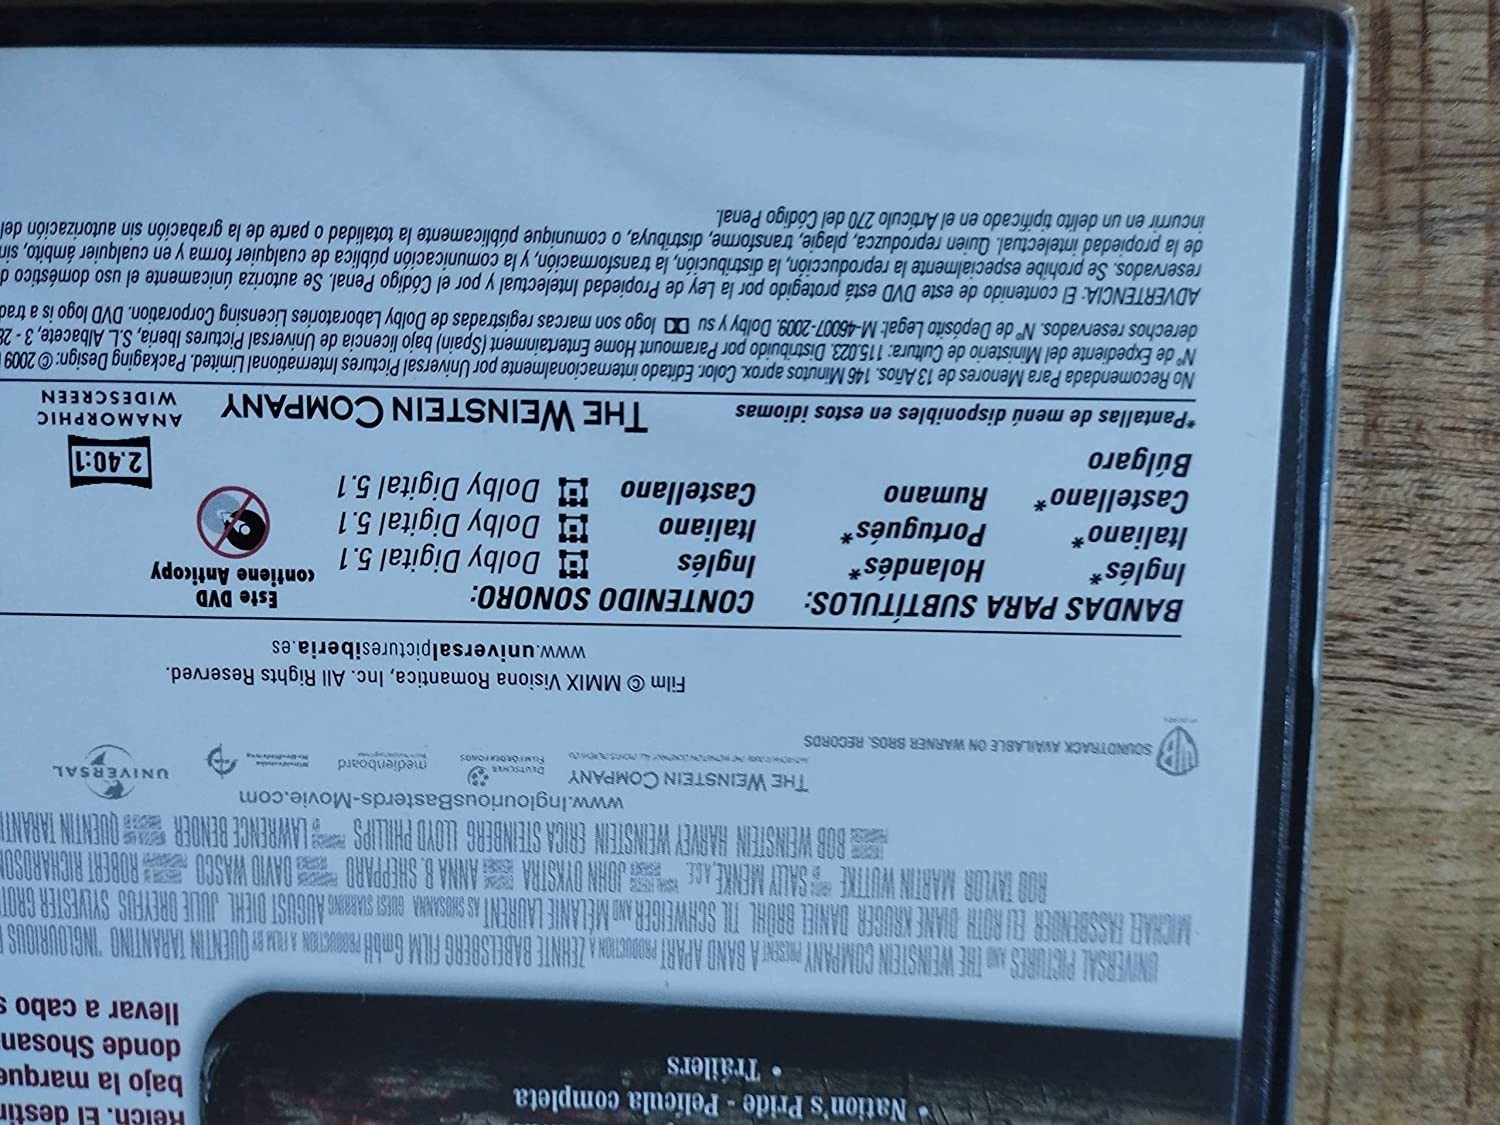 Reich. El
bajo la
donde
llevar a cabo
• Nation's Pride - Película completa
• Tráilers
UNIVERSAL PICTURES AND THE WEINSTEIN COMPANY PRESENT A BAND APART PRODUCTION A ZEHNTE BABELSBERG FILM GmbH PRODUCTION A FILM BY QUENTIN TARANTINO "INGLOURIOUS
MICHAEL FASSBENDER ELI ROTH DIANE KRUGER DANIEL BRÜHL TIL SCHWEIGER AND MÉLANIE LAURENT AS SHOSANNA GUEST STARRING AUGUST DIEHL JULIE DREYFUS SYLVESTER
ROD TAYLOR MARTIN WUTTKE SALLY MENKE, A.C.E. JOHN DYKSTRA ANNA B. SHEPPARD DAVID WASCO ROBERT RICHARDSON
BOB WEINSTEIN HARVEY WEINSTEIN ERICA STEINBERG LLOYD PHILLIPS LAWRENCE BENDER QUENTIN
www.InglouriousBasterds-Movie.com
SOUNDTRACK AVAILABLE ON WARNER BROS. RECORDS
THE WEINSTEIN COMPANY
DEUTSCHER FILMFÖRDERFONDS
medienboard
UNIVERSAL
Film © MMIX Visiona Romantica, Inc. All Rights Reserved.
www.universalpicturesiberia.es
BANDAS PARA SUBTÍTULOS:
Inglés* Holandés*
Italiano* Portugués*
Castellano* Rumano
Búlgaro
*Pantallas de menú disponibles en estos idiomas
CONTENIDO SONORO:
Inglés Dolby Digital 5.1
Italiano Dolby Digital 5.1
Castellano Dolby Digital 5.1
THE WEINSTEIN COMPANY
Este DVD
contiene Anticopy
2.40:1
ANAMORPHIC
WIDESCREEN
No Recomendada Para Menores de 13 Años. 146 Minutos aprox. Color. Editado internacionalmente por Universal Pictures International Limited. Packaging Design: © 2009
Nº de Expediente del Ministerio de Cultura: 115.023. Distribuido por Paramount Home Entertainment (Spain) bajo licencia de Universal Pictures Iberia, S.L. Albacete, 3 -
derechos reservados. Nº de Depósito Legal: M-46007-2009. Dolby y su logo son marcas registradas de Dolby Laboratories Licensing Corporation. DVD logo is a
ADVERTENCIA: El contenido de este DVD está protegido por la Ley de Propiedad Intelectual y por el Código Penal. Se autoriza únicamente el uso doméstico
reservados. Se prohíbe especialmente la reproducción, la distribución, la transformación, y la comunicación pública de cualquier forma y en cualquier ámbito, sin
de la propiedad intelectual. Quien reproduzca, plagie, transforme, distribuya, o comunique públicamente la totalidad o parte de la grabación sin autorización
incurrir en un delito tipificado en el Artículo 270 del Código Penal.